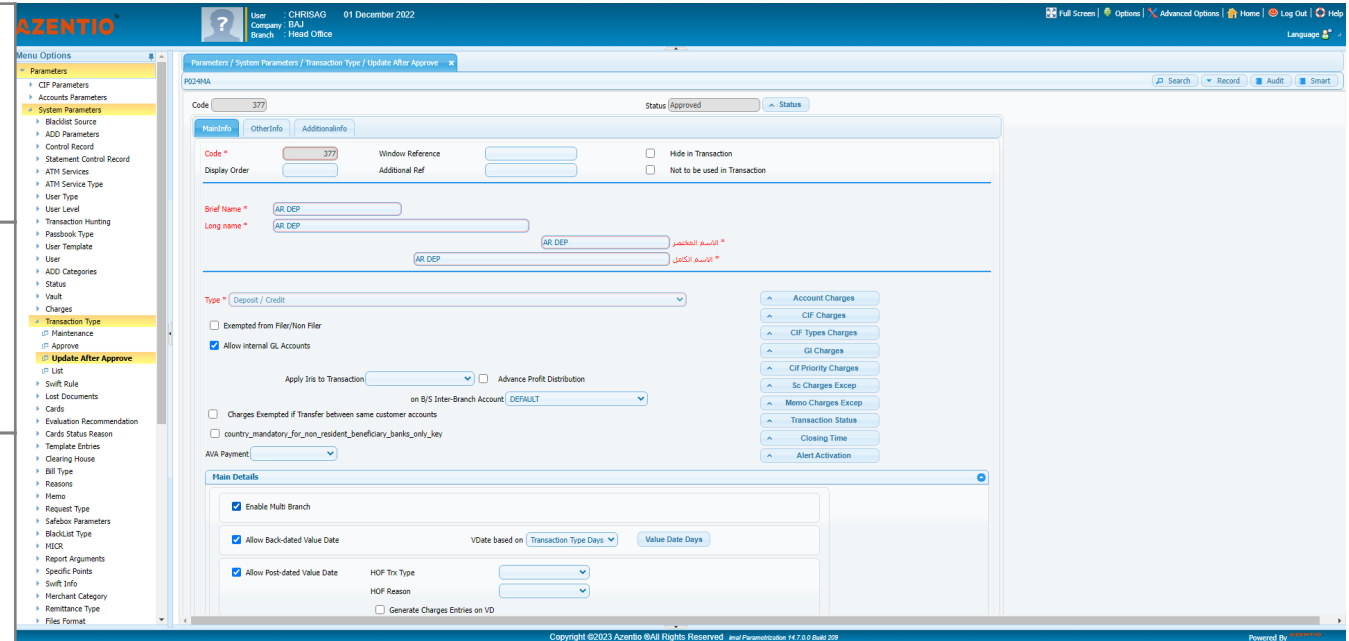 AZENTIO
User : CHRISAG 01 December 2022
Company : BAJ
Branch : Head Office
Full Screen | Options | Advanced Options | Home | Log Out | Help
Language
Menu Options
Parameters
CIF Parameters
Accounts Parameters
System Parameters
Blacklist Source
ADD Parameters
Control Record
Statement Control Record
ATM Services
ATM Service Type
User Type
User Level
Transaction Hunting
Passbook Type
User Template
User
ADD Categories
Status
Vault
Charges
Transaction Type
Maintenance
Approve
Update After Approve
List
Swift Rule
Lost Documents
Cards
Evaluation Recommendation
Cards Status Reason
Template Entries
Clearing House
Bill Type
Reasons
Memo
Request Type
Safebox Parameters
BlackList Type
MICR
Report Arguments
Specific Points
Swift Info
Merchant Category
Remittance Type
Files Format
Parameters / System Parameters / Transaction Type / Update After Approve x
P024MA
Search Record Audit Smart
Code 377 Status Approved Status
MainInfo OtherInfo AdditionalInfo
Code * 377 Window Reference Hide in Transaction
Display Order Additional Ref Not to be used in Transaction
Brief Name * AR DEP
Long name * AR DEP
AR DEP الاسم المختصر *
AR DEP الاسم الكامل *
Type * Deposit / Credit
Exempted from Filer/Non Filer
Allow internal GL Accounts
Apply Iris to Transaction Advance Profit Distribution
on B/S Inter-Branch Account DEFAULT
Charges Exempted if Transfer between same customer accounts
country_mandatory_for_non_resident_beneficiary_banks_only_key
AVA Payment
Account Charges
CIF Charges
CIF Types Charges
Gl Charges
Cif Priority Charges
Sc Charges Excep
Memo Charges Excep
Transaction Status
Closing Time
Alert Activation
Main Details
Enable Multi Branch
Allow Back-dated Value Date VDate based on Transaction Type Days Value Date Days
Allow Post-dated Value Date HOF Trx Type
HOF Reason
Generate Charges Entries on VD
Copyright ©2023 Azentio ®All Rights Reserved imal Parametrization 14.7.0.0 Build 209
Powered By AZENTIO